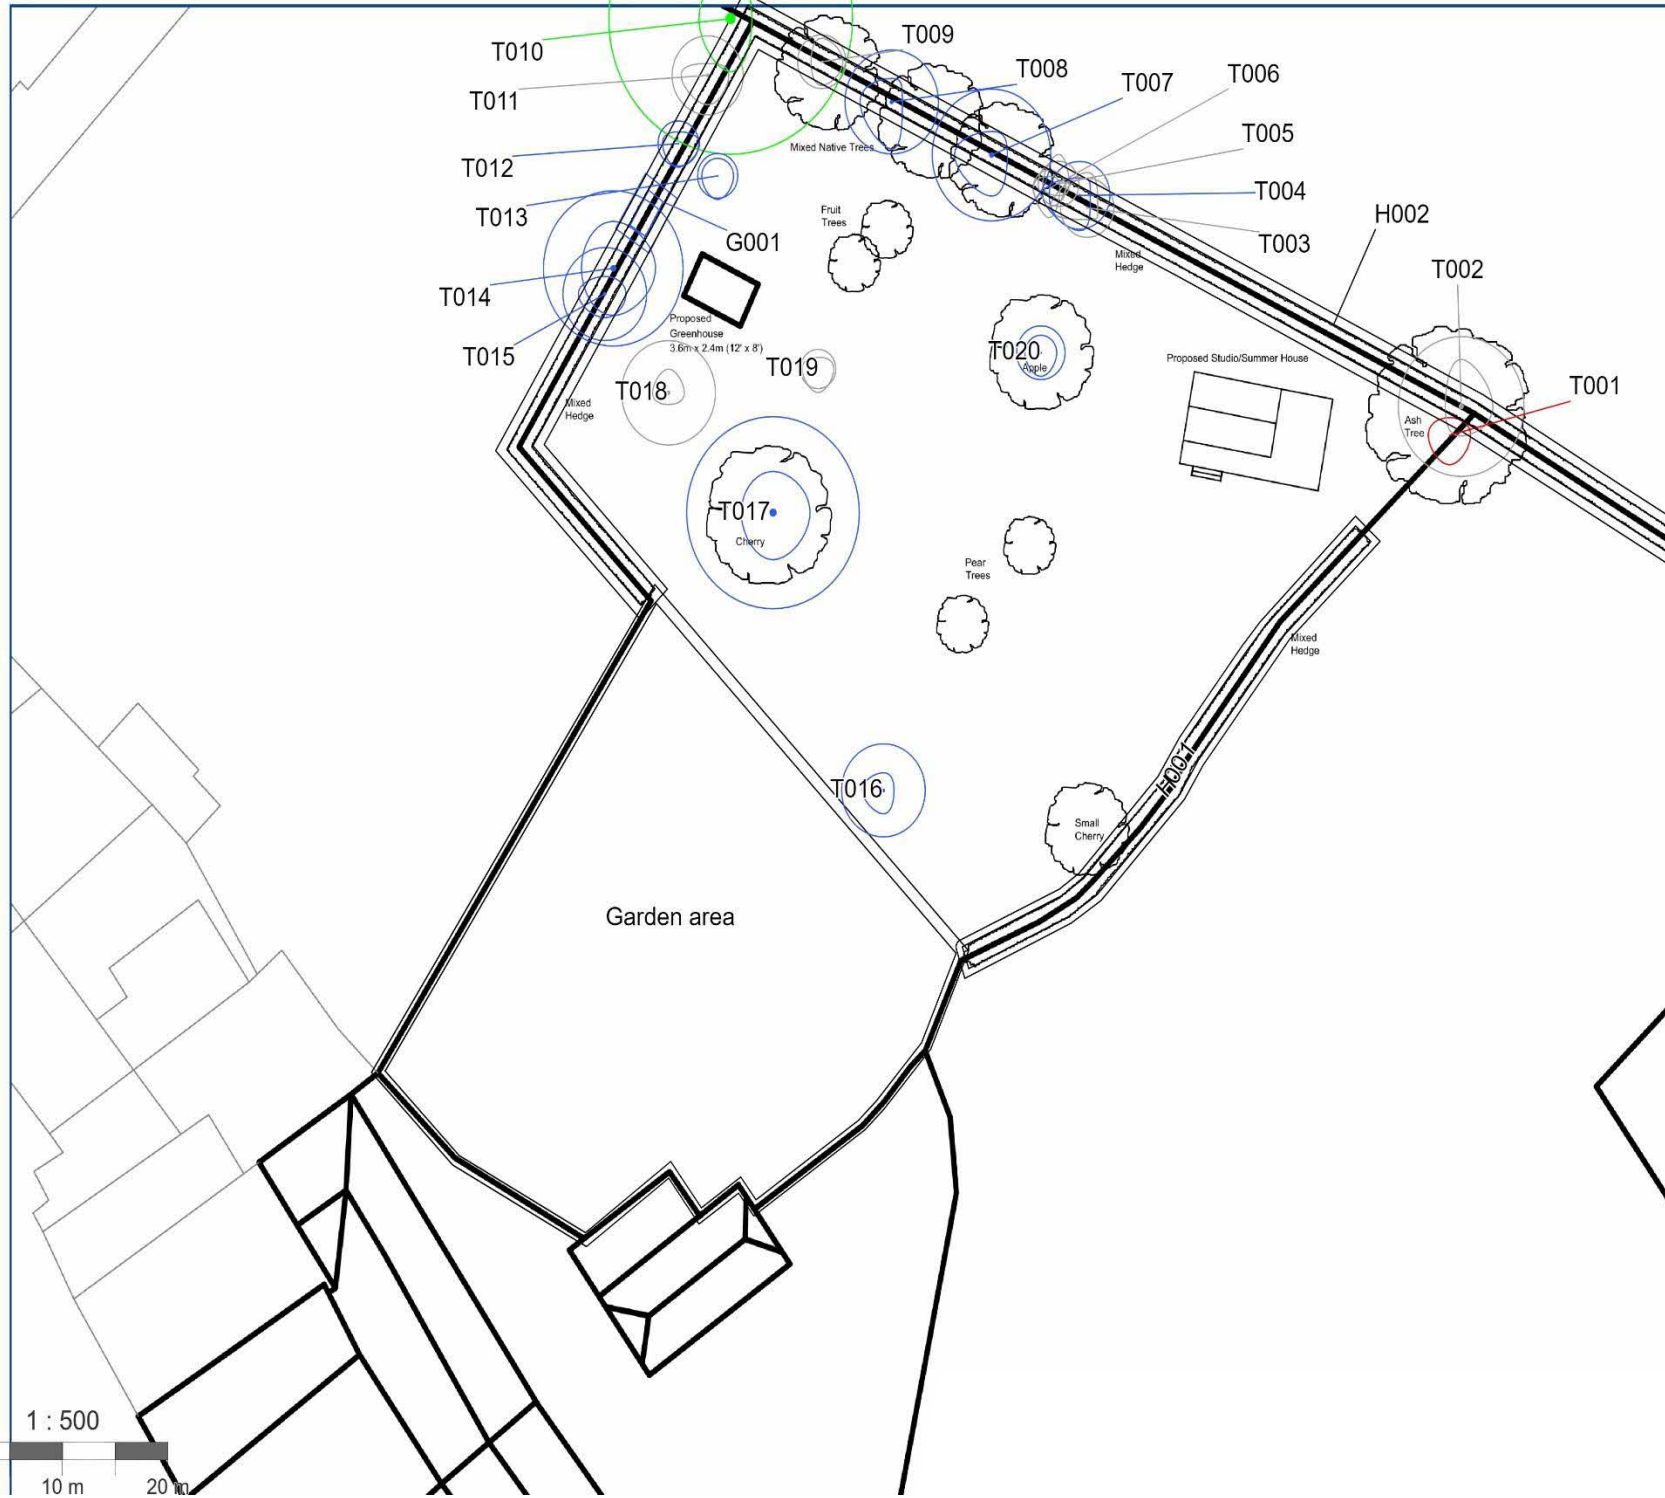 T009
T010
T008
T007
T006
T011
T005
Mixed Native Trees
T012
T004
T013
Fruit
Trees
H002
G001
T003
Mixed
Hedge
T002
T014
Proposed
Greenhouse
3.6m x 2.4m (12' x 8')
T015
T019
T020
Apple
Proposed Studio/Summer House
T001
T018
Mixed
Hedge
Ash
Tree
T017
Cherry
Pear
Trees
Mixed
Hedge
H001
T016
Small
Cherry
Garden area
1 : 500
10 m
20 m